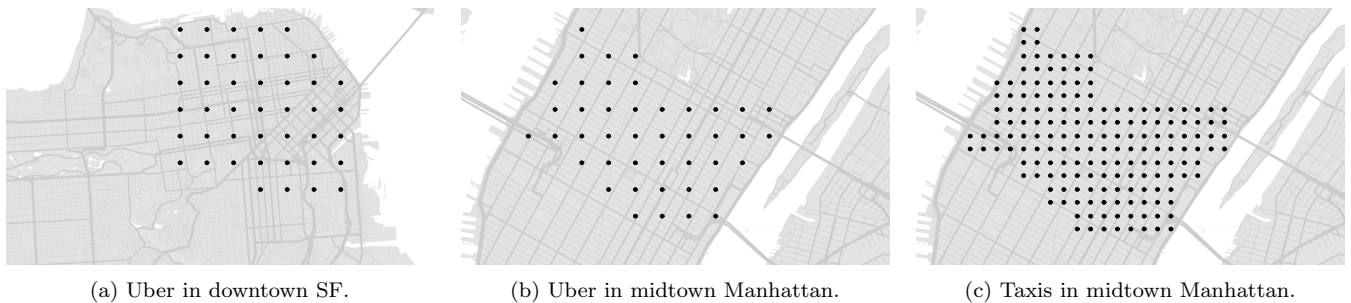 (a) Uber in downtown SF.
(b) Uber in midtown Manhattan.
(c) Taxis in midtown Manhattan.